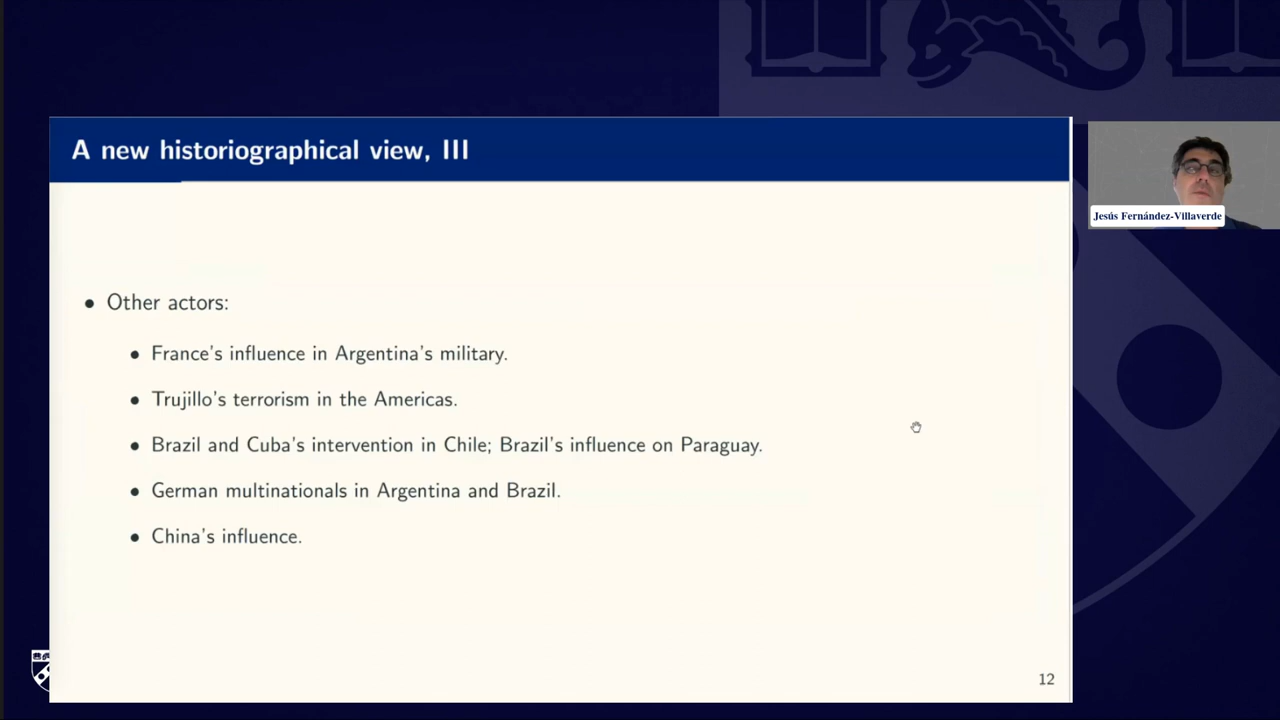 A new historiographical view, III
Jesús Fernández-Villaverde
• Other actors:
• France's influence in Argentina's military.
• Trujillo's terrorism in the Americas.
• Brazil and Cuba's intervention in Chile; Brazil's influence on Paraguay.
• German multinationals in Argentina and Brazil.
• China's influence.
12